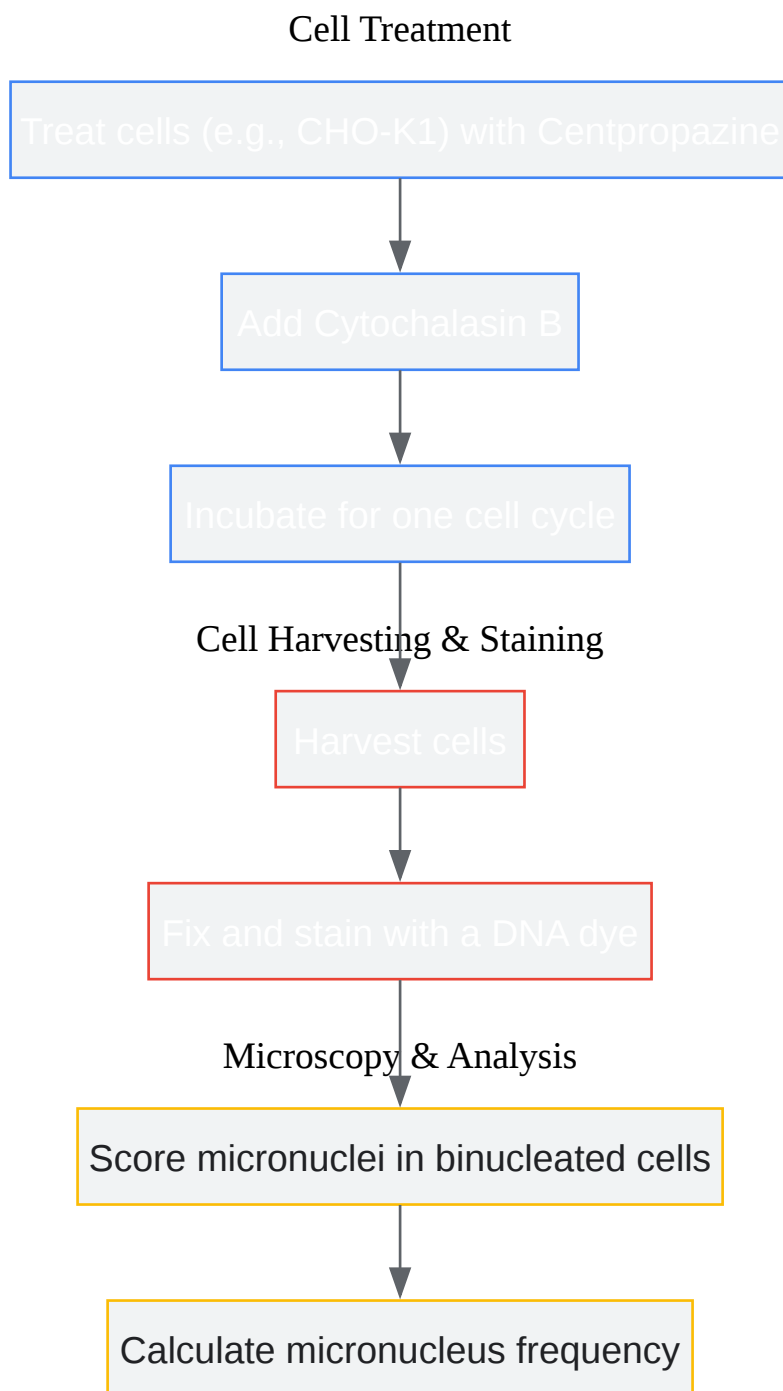 Cell Treatment
Treat cells (e.g., CHO-K1) with Centpropazine
Add Cytochalasin B
Incubate for one cell cycle
Cell Harvesting & Staining
Harvest cells
Fix and stain with a DNA dye
Microscopy & Analysis
Score micronuclei in binucleated cells
Calculate micronucleus frequency